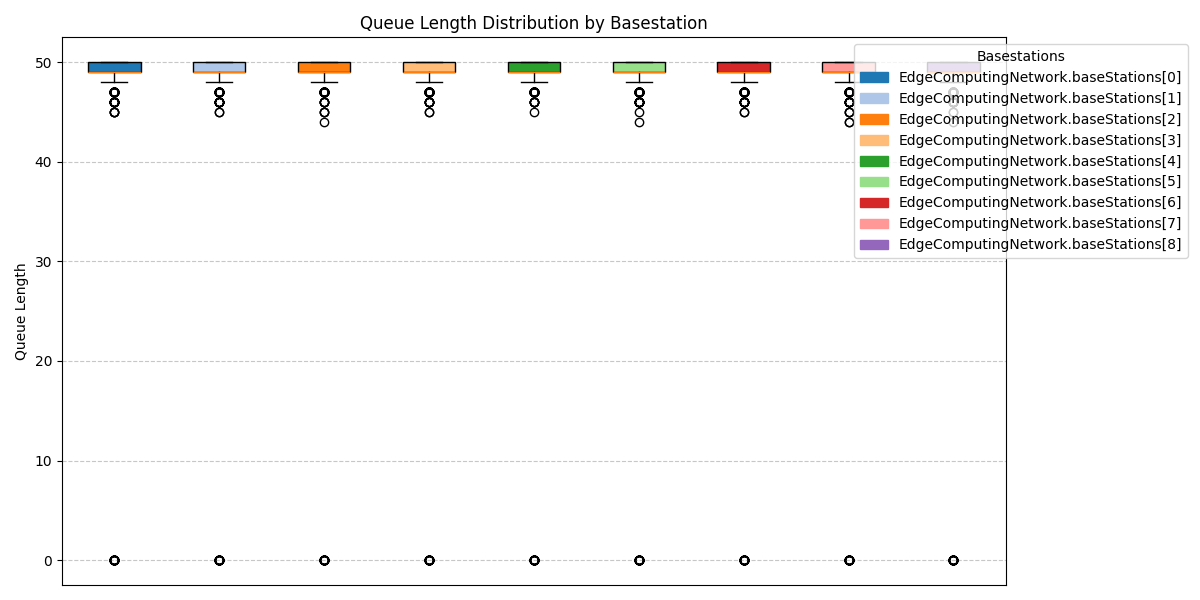 Queue Length Distribution by Basestation
Basestations
EdgeComputingNetwork.baseStations[0]
EdgeComputingNetwork.baseStations[1]
EdgeComputingNetwork.baseStations[2]
EdgeComputingNetwork.baseStations[3]
EdgeComputingNetwork.baseStations[4]
EdgeComputingNetwork.baseStations[5]
EdgeComputingNetwork.baseStations[6]
EdgeComputingNetwork.baseStations[7]
EdgeComputingNetwork.baseStations[8]
Queue Length
50
40
30
20
10
0